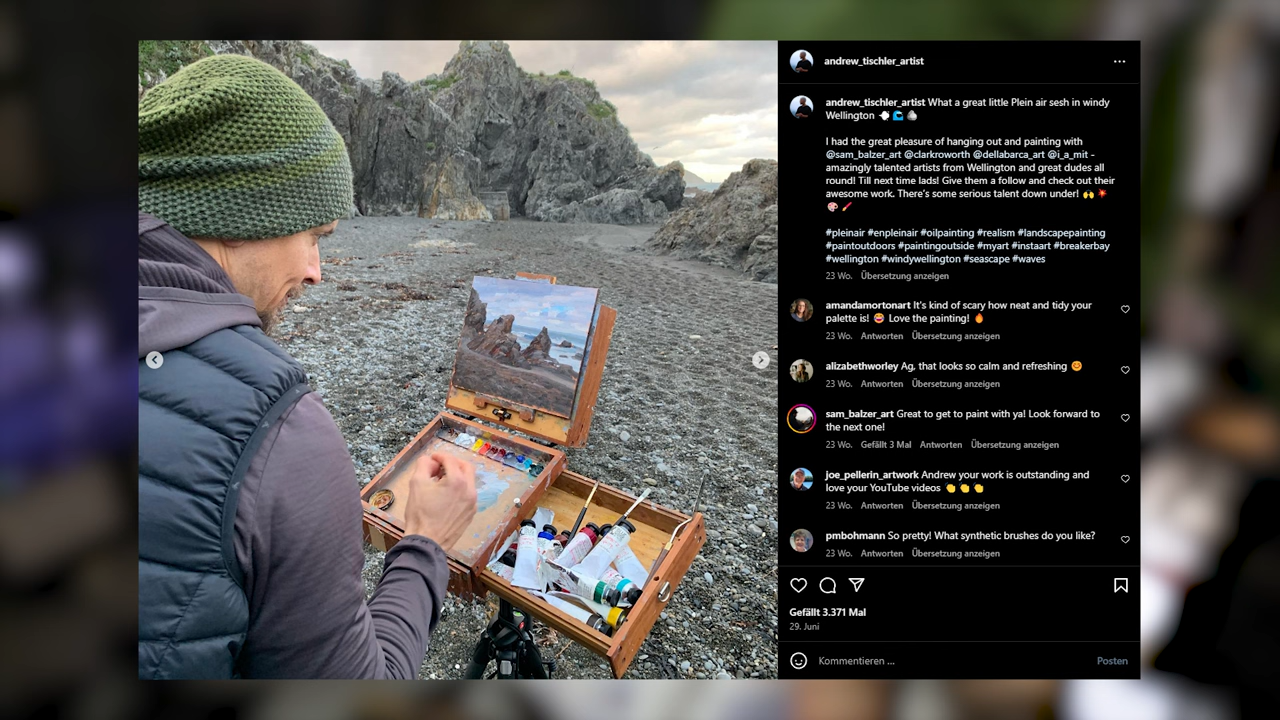 andrew_tischler_artist
andrew_tischler_artist What a great little Plein air sesh in windy
Wellington
I had the great pleasure of hanging out and painting with
@sam_balzer_art @clarkroworth @dellabarca_art @i_a_mit -
amazingly talented artists from Wellington and great dudes all
round! Till next time lads! Give them a follow and check out their
awesome work. There's some serious talent down under! 🙌 💥
🎨 🖌️
#pleinair #enpleinair #oilpainting #realism #landscapepainting
#paintoutdoors #paintingoutside #myart #instaart #breakerbay
#wellington #windywellington #seascape #waves
23 Wo. Übersetzung anzeigen
amandamortonart It's kind of scary how neat and tidy your
palette is! 😂 Love the painting! 🔥
23 Wo. Antworten Übersetzung anzeigen
alizabethworley Ag, that looks so calm and refreshing 😊
23 Wo. Antworten Übersetzung anzeigen
sam_balzer_art Great to get to paint with ya! Look forward to
the next one!
23 Wo. Gefällt 3 Mal Antworten Übersetzung anzeigen
joe_pellerin_artwork Andrew your work is outstanding and
love your YouTube videos 👏 👏 👏
23 Wo. Antworten Übersetzung anzeigen
pmbohmann So pretty! What synthetic brushes do you like?
23 Wo. Antworten Übersetzung anzeigen
Gefällt 3.371 Mal
29. Juni
Kommentieren ...
Posten